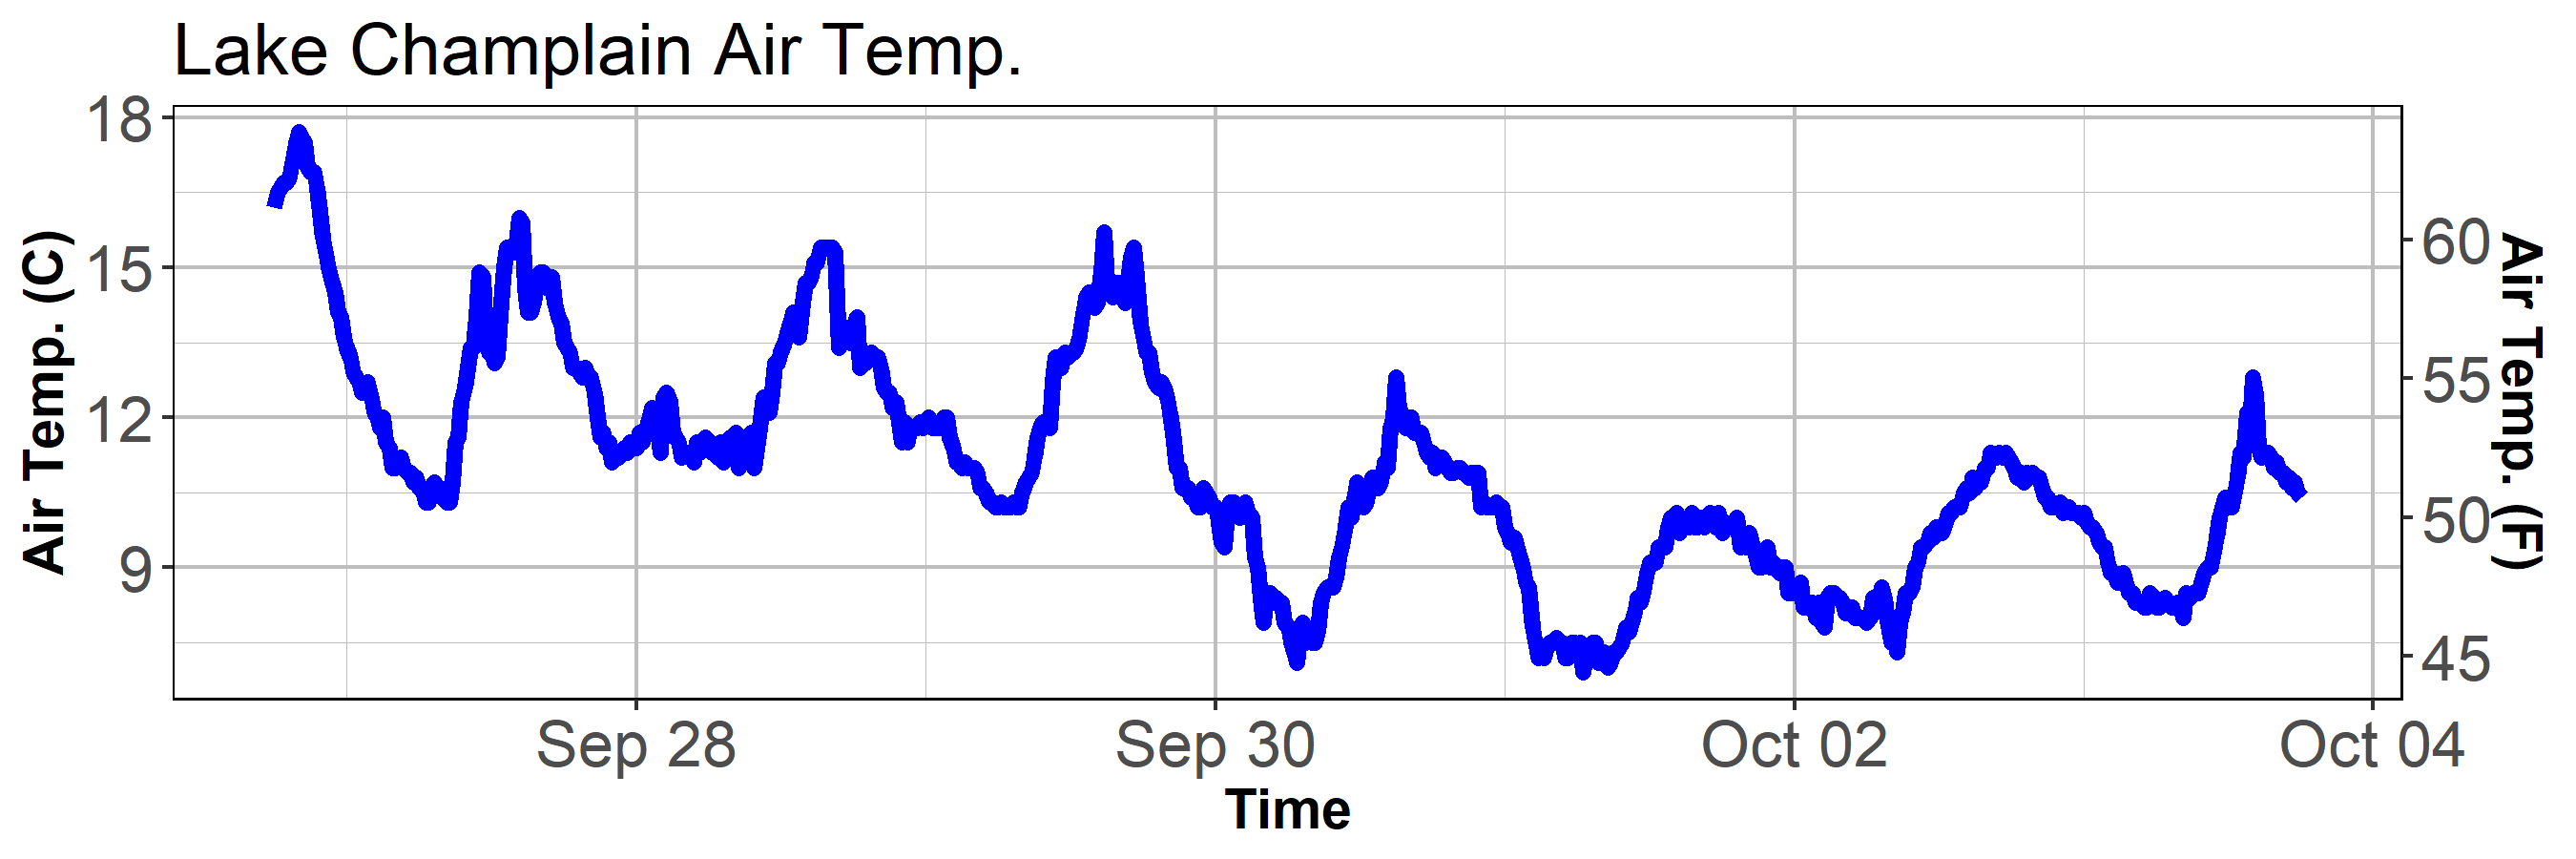 Lake Champlain Air Temp.
18
15
12
9
Air Temp. (C)
60
55
50
45
Air Temp. (F)
Sep 28
Sep 30
Oct 02
Oct 04
Time